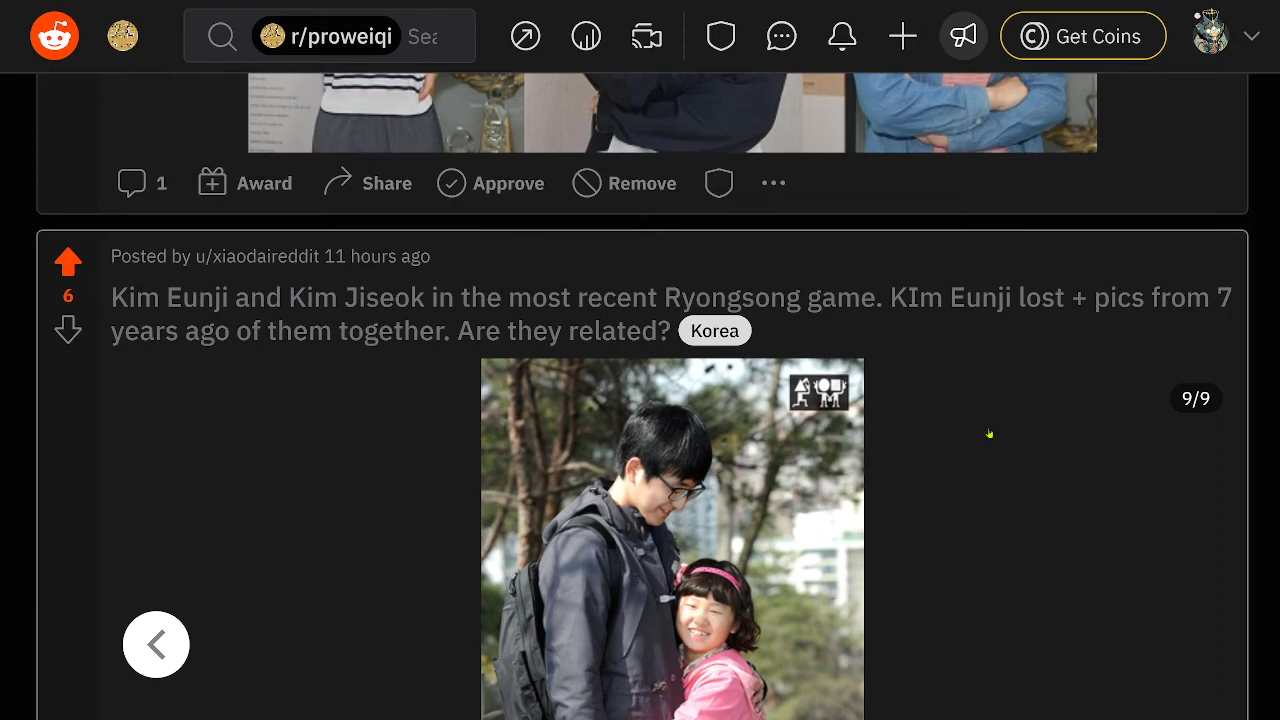 r/proweiqi Sea
Get Coins
1 Award Share Approve Remove
Posted by u/xiaodaireddit 11 hours ago
6
Kim Eunji and Kim Jiseok in the most recent Ryongsong game. KIm Eunji lost + pics from 7
years ago of them together. Are they related? Korea
9/9